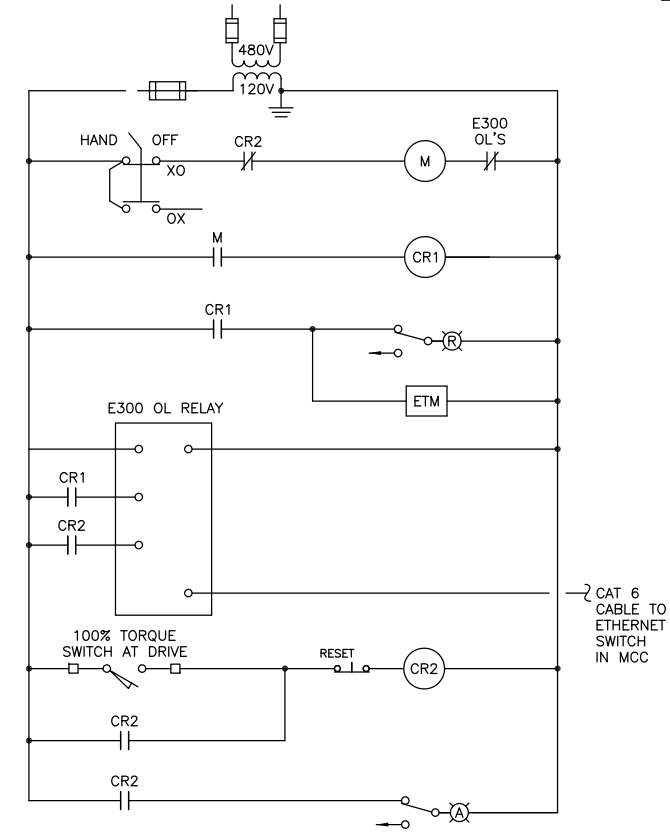 480V
120V
HAND OFF
XO
OX
CR2
M
E300
OL'S
M
CR1
CR1
R
ETM
E300 OL RELAY
CR1
CR2
CAT 6
CABLE TO
ETHERNET
SWITCH
IN MCC
100% TORQUE
SWITCH AT DRIVE
RESET
CR2
CR2
CR2
A